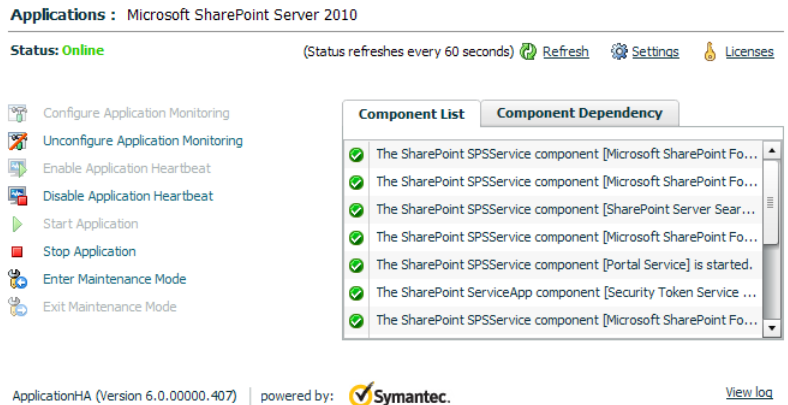 Applications : Microsoft SharePoint Server 2010
Status: Online (Status refreshes every 60 seconds) Refresh Settings Licenses
Configure Application Monitoring
Unconfigure Application Monitoring
Enable Application Heartbeat
Disable Application Heartbeat
Start Application
Stop Application
Enter Maintenance Mode
Exit Maintenance Mode
Component List Component Dependency
The SharePoint SPSService component [Microsoft SharePoint Fo...
The SharePoint SPSService component [Microsoft SharePoint Fo...
The SharePoint SPSService component [SharePoint Server Sear...
The SharePoint SPSService component [Microsoft SharePoint Fo...
The SharePoint SPSService component [Portal Service] is started.
The SharePoint ServiceApp component [Security Token Service ...
The SharePoint SPSService component [Microsoft SharePoint Fo...
ApplicationHA (Version 6.0.00000.407) powered by: Symantec. View log